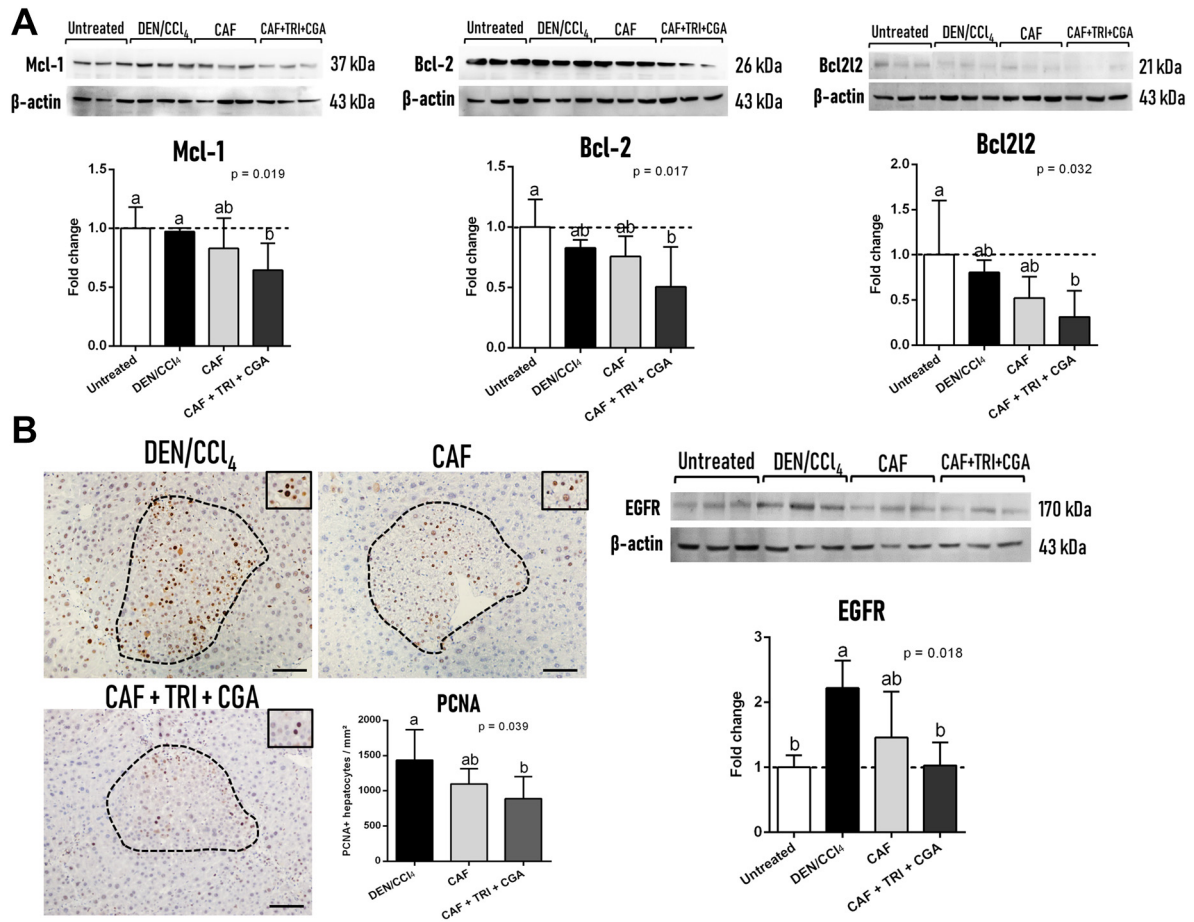 A
Untreated DEN/CCl4 CAF CAF+TRI+CGA
Mcl-1 37 kDa
β-actin 43 kDa
Untreated DEN/CCl4 CAF CAF+TRI+CGA
Bcl-2 26 kDa
β-actin 43 kDa
Untreated DEN/CCl4 CAF CAF+TRI+CGA
Bcl2l2 21 kDa
β-actin 43 kDa
Mcl-1
p = 0.019
Fold change
1.5
1.0
0.5
0.0
a a ab b
Untreated DEN/CCl4 CAF CAF + TRI + CGA
Bcl-2
p = 0.017
Fold change
1.5
1.0
0.5
0.0
a ab ab b
Untreated DEN/CCl4 CAF CAF + TRI + CGA
Bcl2l2
p = 0.032
Fold change
2.0
1.5
1.0
0.5
0.0
a ab ab b
Untreated DEN/CCl4 CAF CAF + TRI + CGA
B
DEN/CCl4 CAF
CAF + TRI + CGA
PCNA
p = 0.039
PCNA+ hepatocytes / mm²
2000
1500
1000
500
0
a ab b
DEN/CCl4 CAF CAF + TRI + CGA
Untreated DEN/CCl4 CAF CAF+TRI+CGA
EGFR 170 kDa
β-actin 43 kDa
EGFR
p = 0.018
Fold change
3
2
1
0
b a ab b
Untreated DEN/CCl4 CAF CAF + TRI + CGA